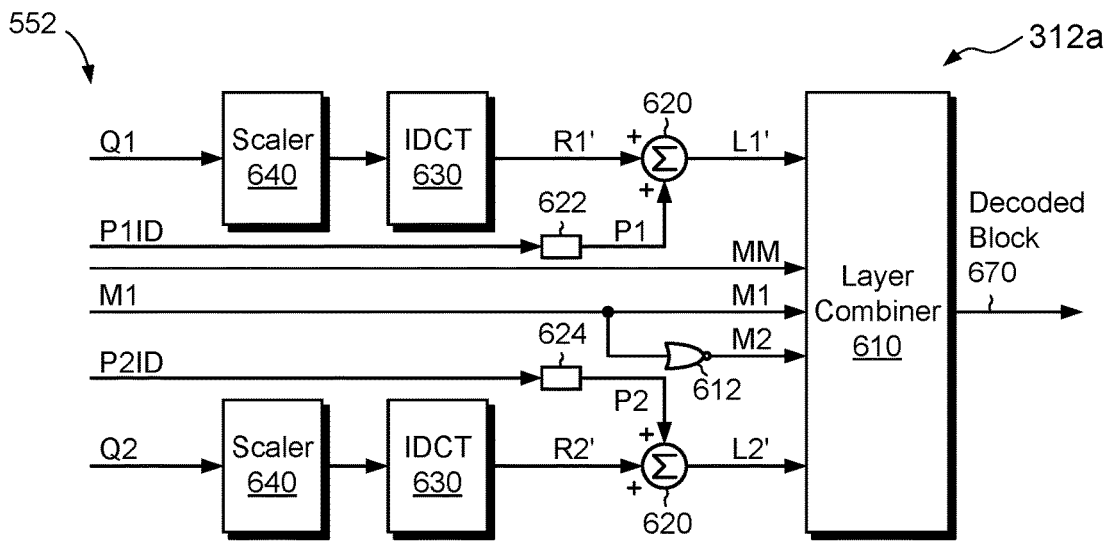 552
312a
620
Q1
Scaler
640
IDCT
630
R1'
+
Σ
L1'
+
622
P1ID
P1
Decoded
Block
670
MM
M1
M1
Layer
Combiner
610
M2
624
612
P2ID
P2
Q2
Scaler
640
IDCT
630
R2'
+
Σ
L2'
+
620